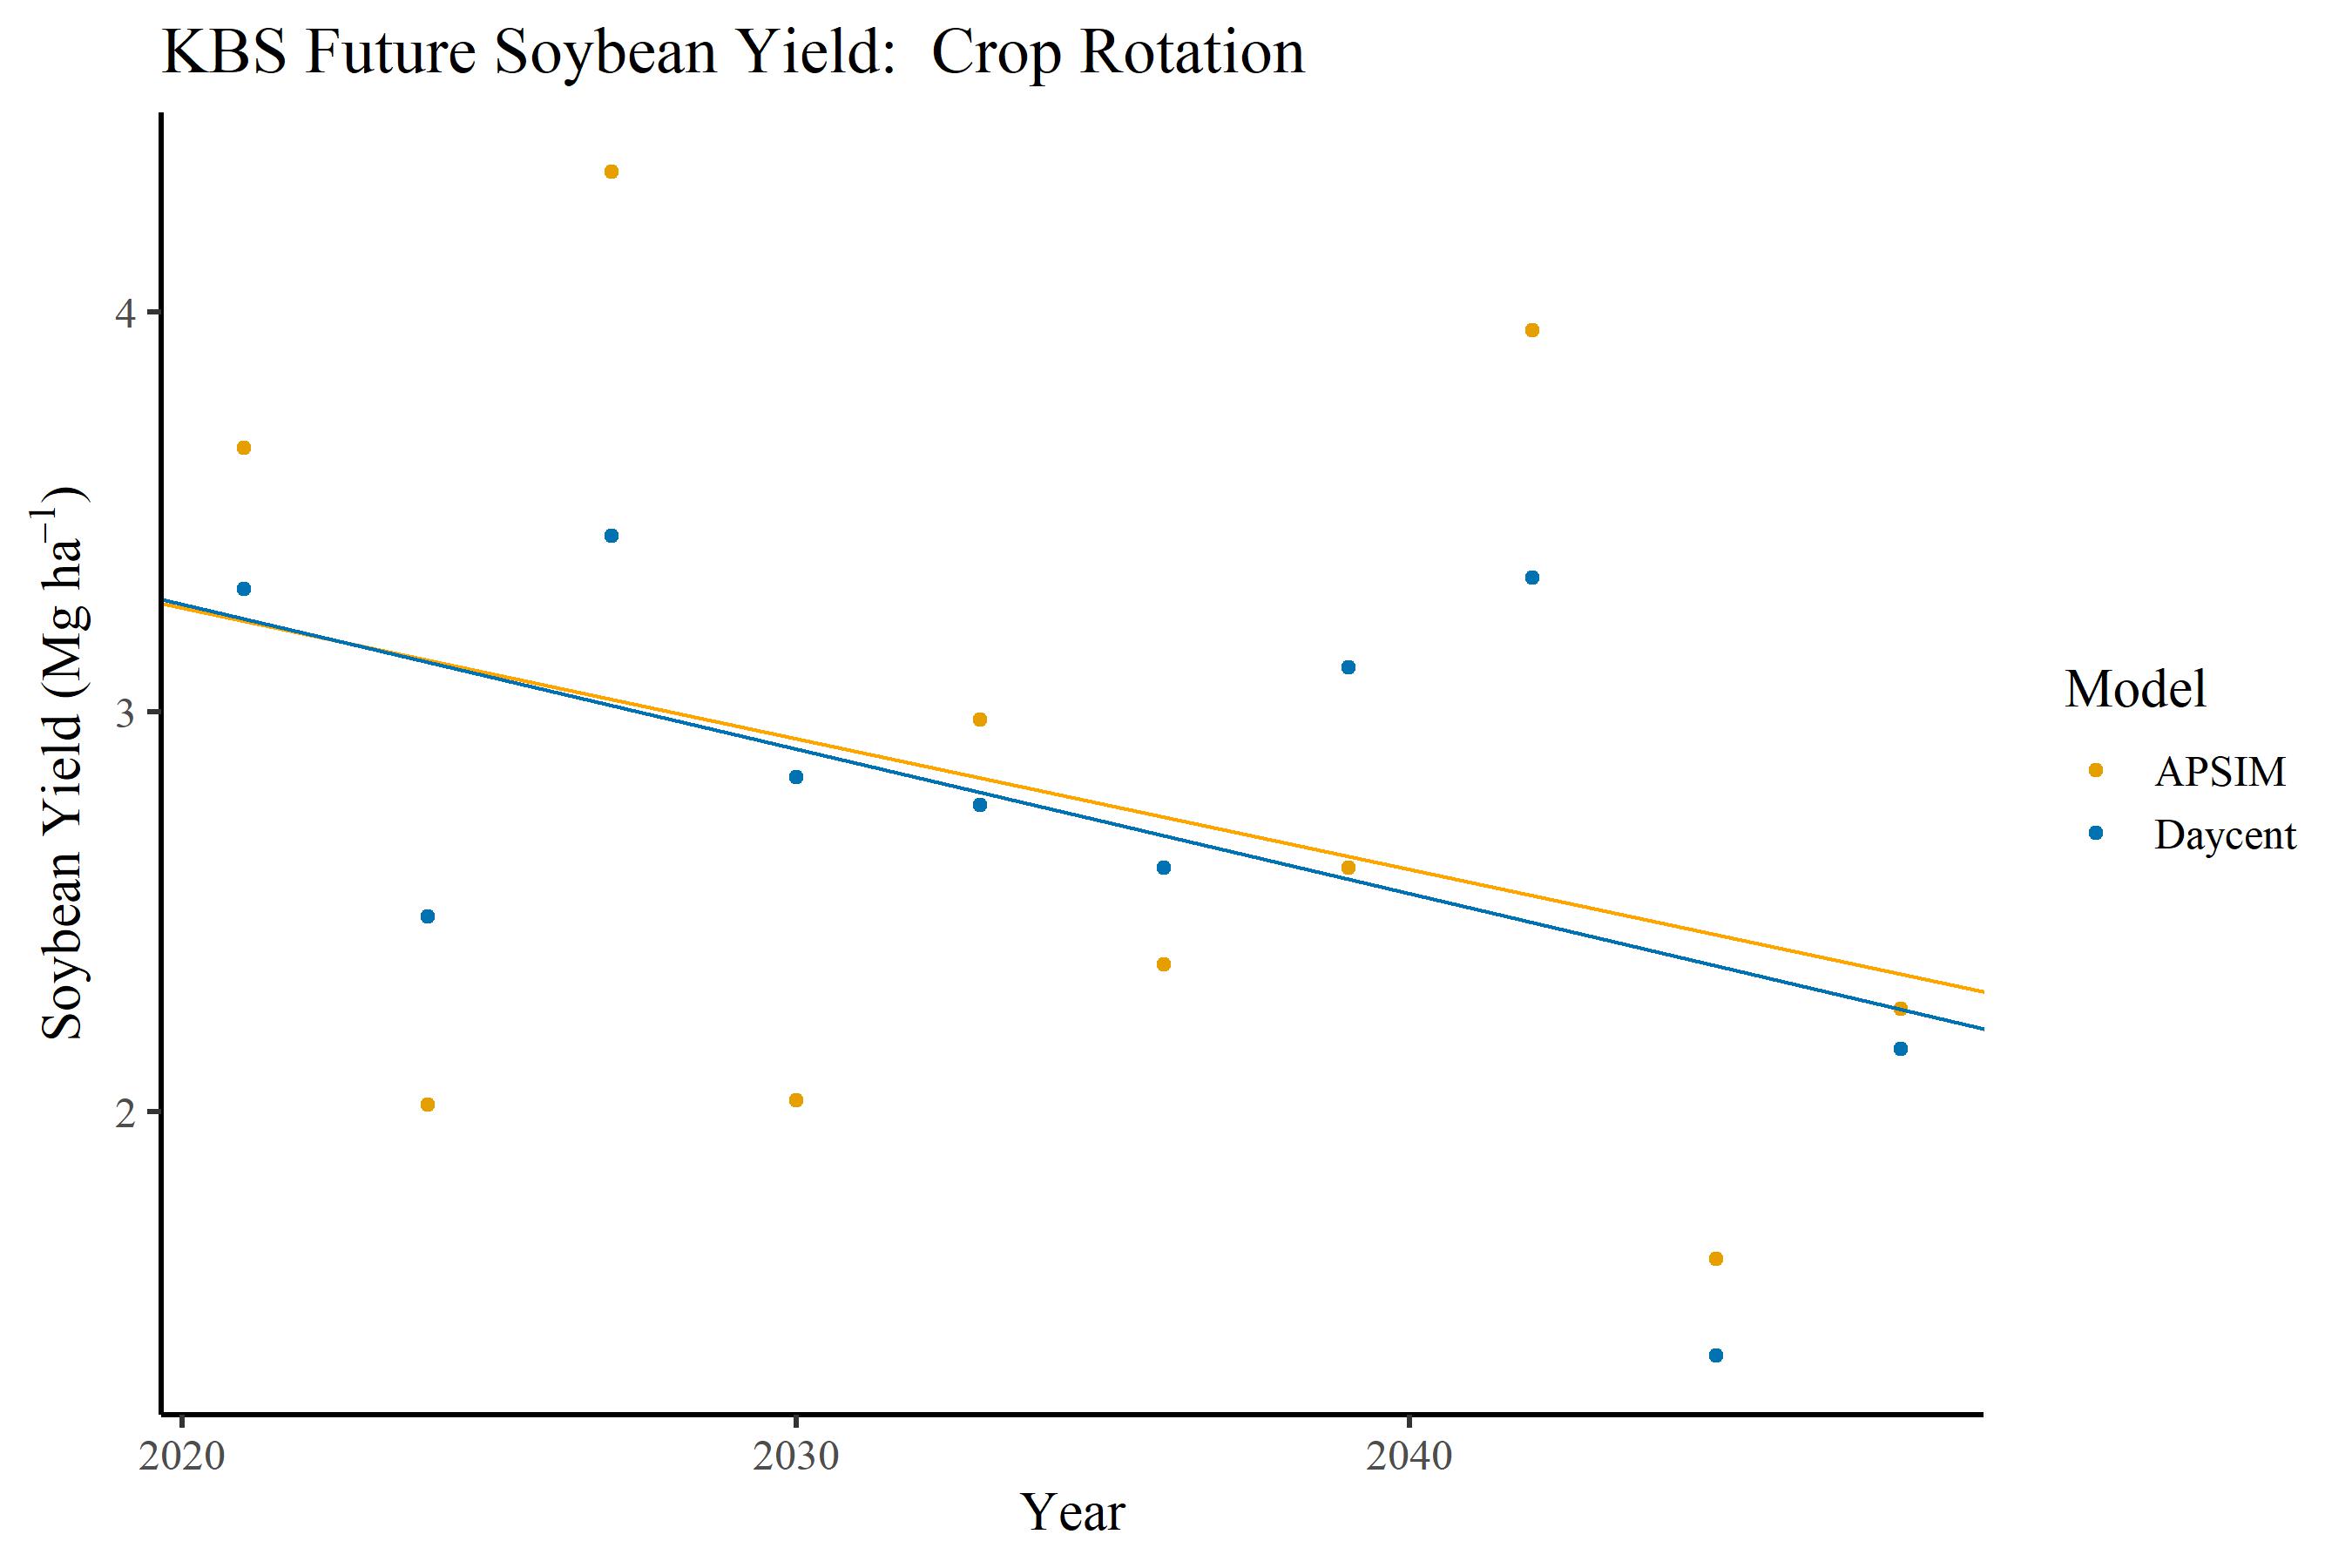 KBS Future Soybean Yield:  Crop Rotation
Soybean Yield (Mg ha⁻¹)
4
3
2
2020
2030
2040
Year
Model
APSIM
Daycent